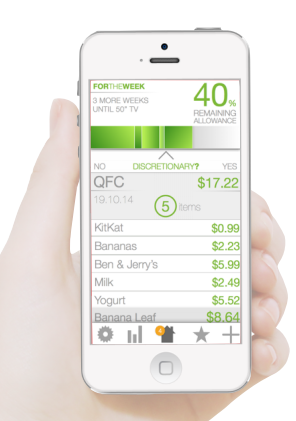 FORTHEWEEK
3 MORE WEEKS
UNTIL 50" TV
40%
REMAINING
ALLOWANCE
NO DISCRETIONARY? YES
QFC $17.22
19.10.14 5 Items
KitKat $0.99
Bananas $2.23
Ben & Jerry's $5.99
Milk $2.49
Yogurt $5.52
Banana Leaf $8.64